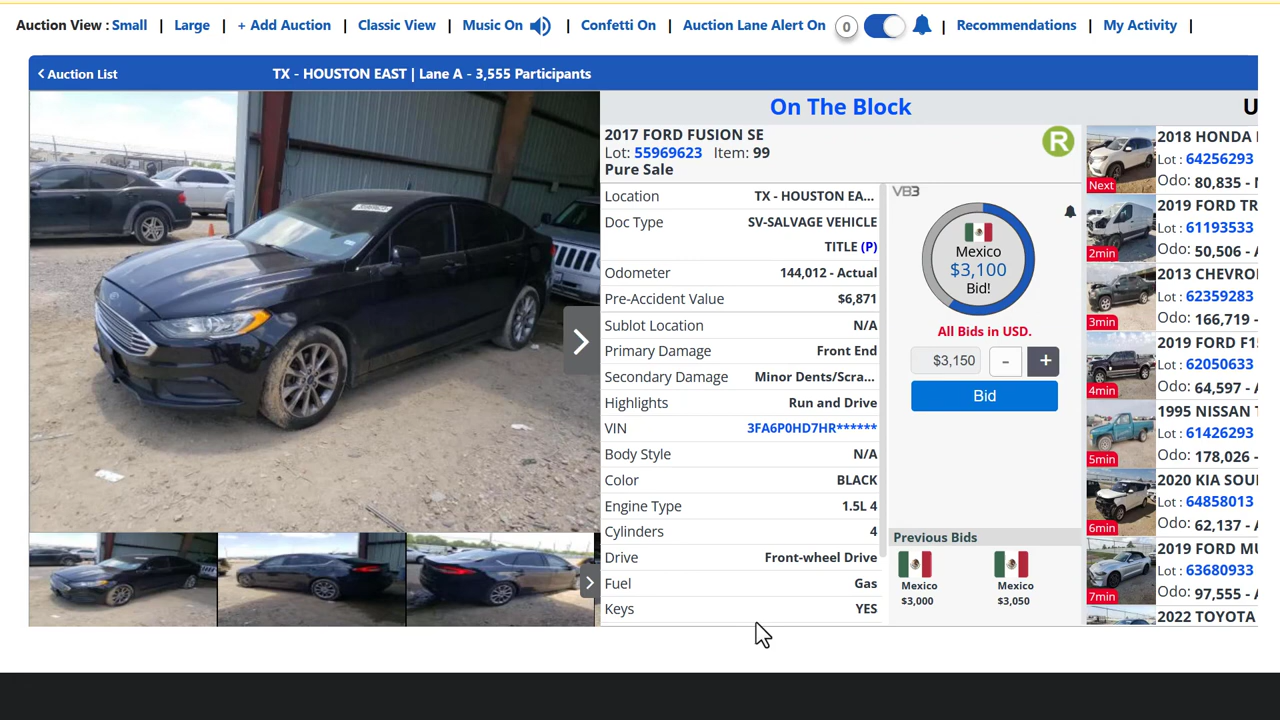 Auction View : Small | Large | + Add Auction | Classic View | Music On | Confetti On | Auction Lane Alert On 0 | Recommendations | My Activity |
Auction List
TX - HOUSTON EAST | Lane A - 3,555 Participants
On The Block
U
2017 FORD FUSION SE
Lot: 55969623 Item: 99
Pure Sale
R
Location TX - HOUSTON EA...
Doc Type SV-SALVAGE VEHICLE
TITLE (P)
Odometer 144,012 - Actual
Pre-Accident Value $6,871
Sublot Location N/A
Primary Damage Front End
Secondary Damage Minor Dents/Scra...
Highlights Run and Drive
VIN 3FA6P0HD7HR******
Body Style N/A
Color BLACK
Engine Type 1.5L 4
Cylinders 4
Drive Front-wheel Drive
Fuel Gas
Keys YES
VB3
Mexico
$3,100
Bid!
All Bids in USD.
$3,150 - +
Bid
Previous Bids
Mexico
$3,000
Mexico
$3,050
2018 HONDA
Lot : 64256293
Odo: 80,835 -
Next
2019 FORD TR
Lot : 61193533
Odo: 50,506 -
2min
2013 CHEVRO
Lot : 62359283
Odo: 166,719 -
3min
2019 FORD F1
Lot : 62050633
Odo: 64,597 -
4min
1995 NISSAN
Lot : 61426293
Odo: 178,026 -
5min
2020 KIA SOU
Lot : 64858013
Odo: 62,137 -
6min
2019 FORD MU
Lot : 63680933
Odo: 97,555 -
7min
2022 TOYOTA